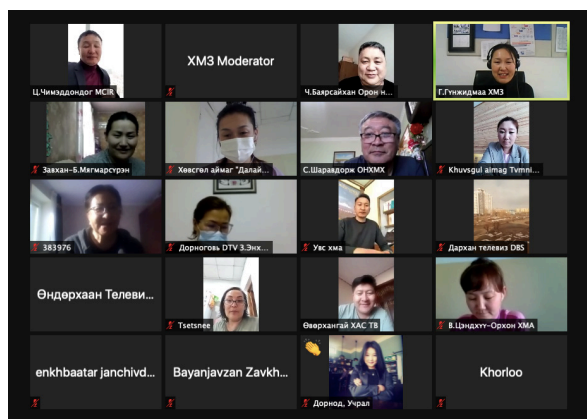 Ц.Чимэддондог MCIR
ХМЗ Moderator
Ч.Баярсайхан Орон н...
Г.Гүнжидмаа ХМЗ
Завхан-Б.Мягмарсүрэн
Хөвсгөл аймаг "Далай...
С.Шаравдорж ОНХМХ
Khuvsgul aimag Tvmni...
383976
Дорноговь DTV З.Энх...
Увс хма
Дархан телевиз DBS
Өндөрхаан Телеви...
Tsetsnee
Өвөрхангай ХАС ТВ
В.Цэндхүү-Орхон ХМА
enkhbaatar janchivd...
Bayanjavzan Zavkh...
Дорнод, Учрал
Khorloo